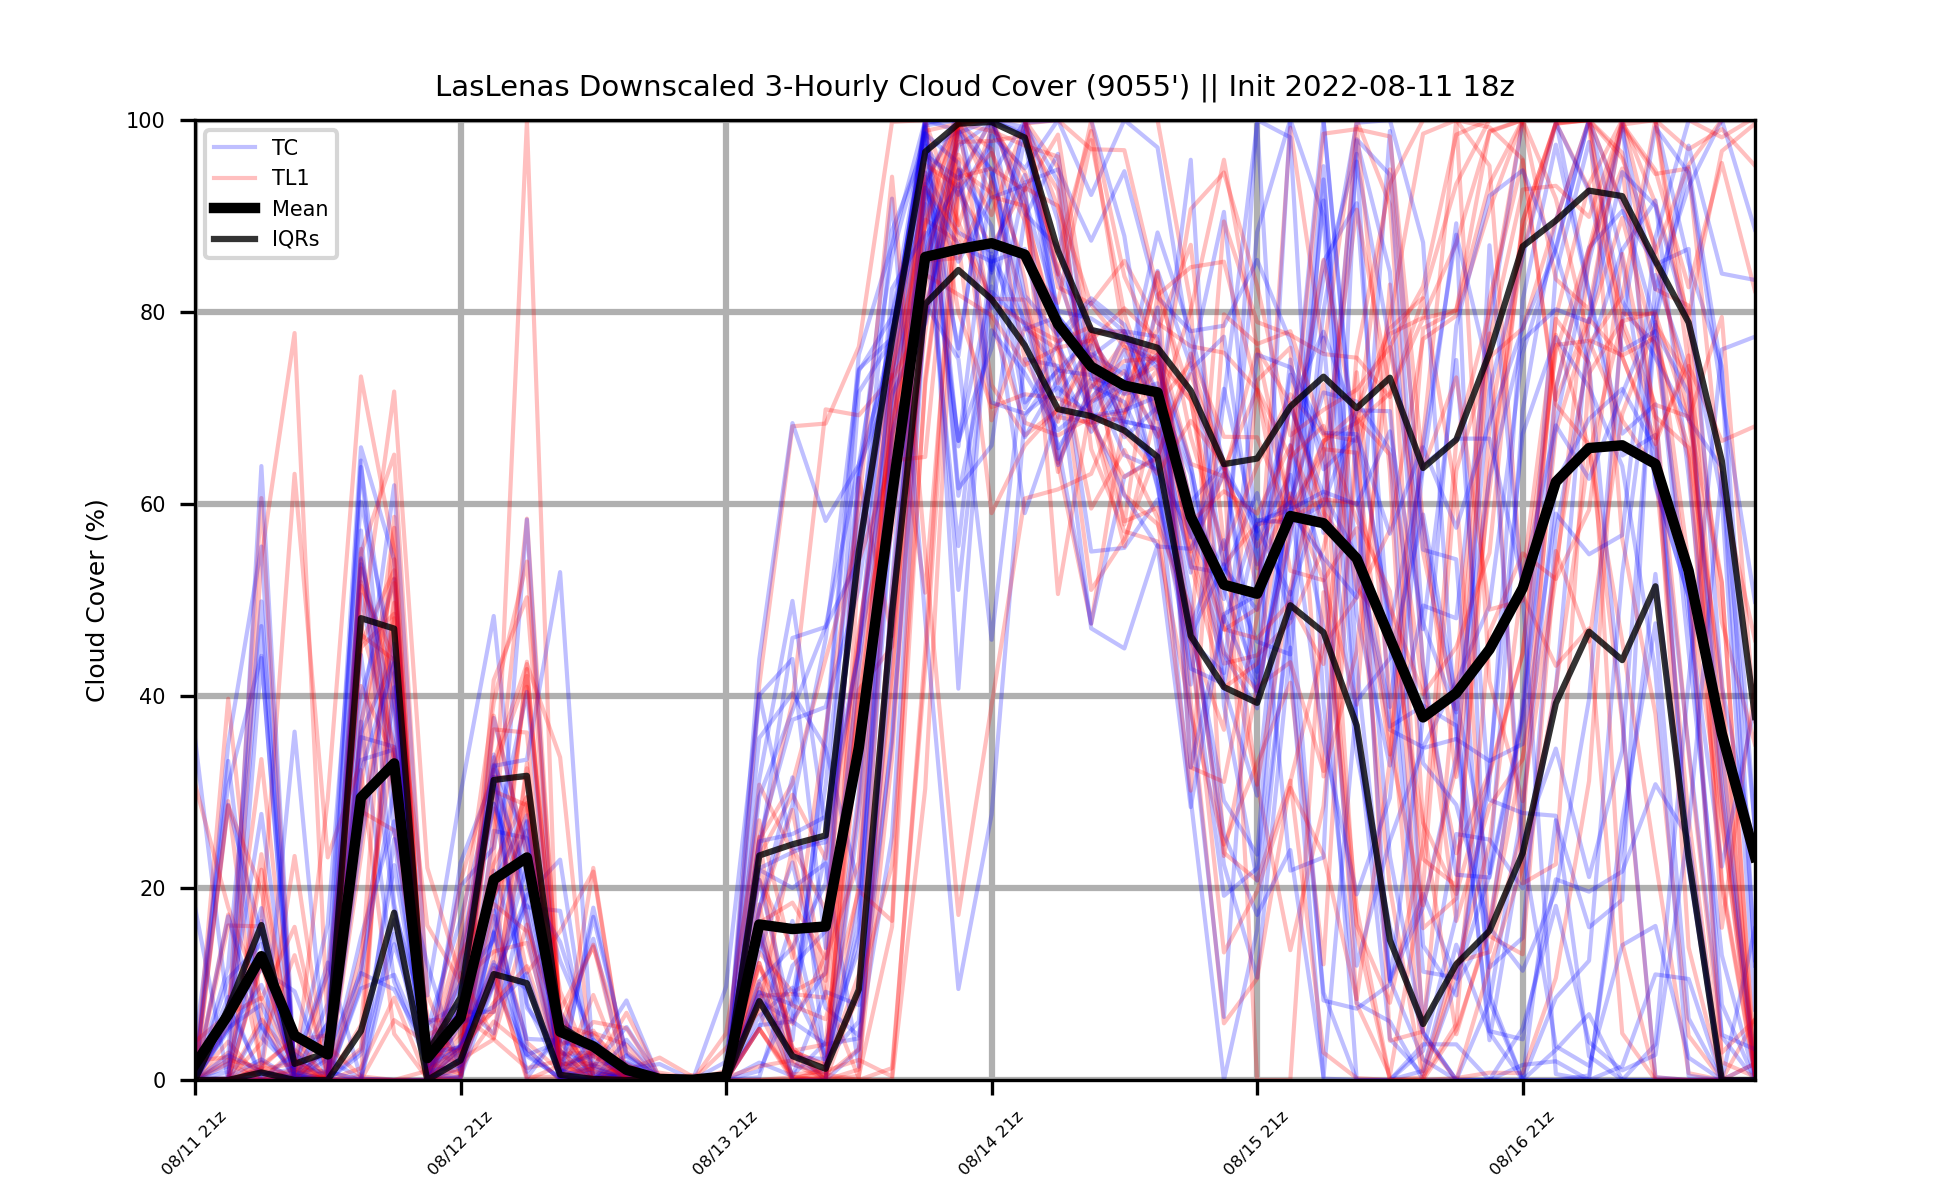 LasLenas Downscaled 3-Hourly Cloud Cover (9055') || Init 2022-08-11 18z
100
80
60
40
20
0
Cloud Cover (%)
TC
TL1
Mean
IQRs
08/11 21z
08/12 21z
08/13 21z
08/14 21z
08/15 21z
08/16 21z